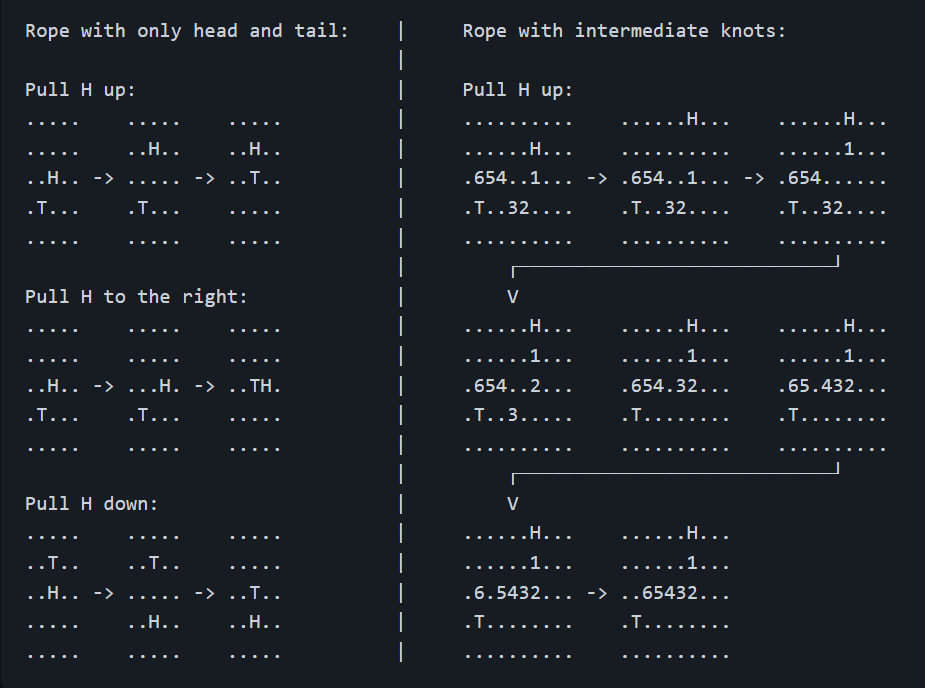 Rope with only head and tail:    |     Rope with intermediate knots:
                                 |
Pull H up:                       |     Pull H up:
.....    .....    .....          |     ..........    ......H...    ......H...
.....    ..H..    ..H..          |     ......H...    ..........    ......1...
..H.. -> ..... -> ..T..          |     .654..1... -> .654..1... -> .654......
.T...    .T...    .....          |     .T..32....    .T..32....    .T..32....
.....    .....    .....          |     ..........    ..........    ..........
                                 |         ┌────────────────────────────┘
Pull H to the right:             |         V
.....    .....    .....          |     ......H...    ......H...    ......H...
.....    .....    .....          |     ......1...    ......1...    ......1...
..H.. -> ...H. -> ..TH.          |     .654..2...    .654.32...    .65.432...
.T...    .T...    .....          |     .T..3.....    .T........    .T........
.....    .....    .....          |     ..........    ..........    ..........
                                 |         ┌────────────────────────────┘
Pull H down:                     |         V
.....    .....    .....          |     ......H...    ......H...
..T..    ..T..    .....          |     ......1...    ......1...
..H.. -> ..... -> ..T..          |     .6.5432... -> ..65432...
.....    ..H..    ..H..          |     .T........    .T........
.....    .....    .....          |     ..........    ..........